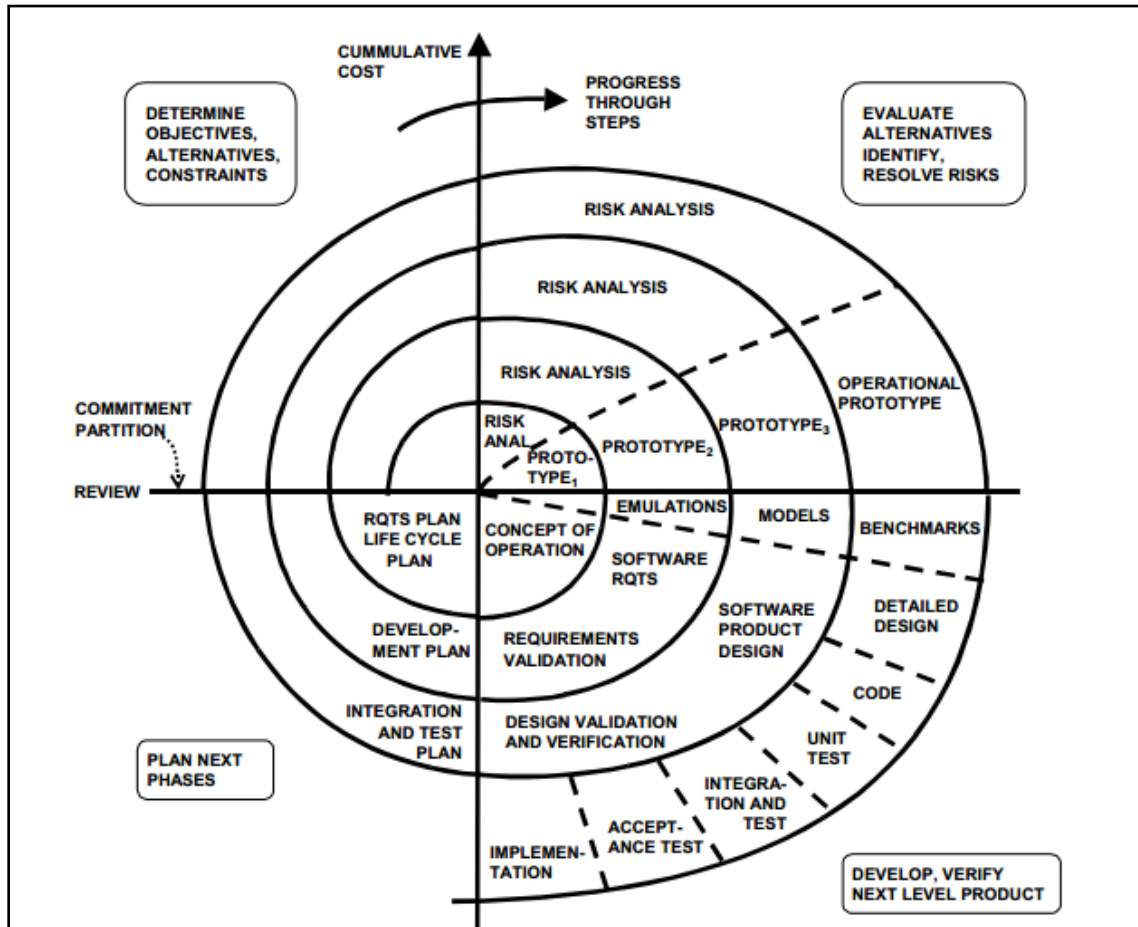 CUMMULATIVE
COST
PROGRESS
THROUGH
STEPS
DETERMINE
OBJECTIVES,
ALTERNATIVES,
CONSTRAINTS
EVALUATE
ALTERNATIVES
IDENTIFY,
RESOLVE RISKS
RISK ANALYSIS
RISK ANALYSIS
RISK ANALYSIS
RISK
ANAL.
PROTO-
TYPE1
PROTOTYPE2
PROTOTYPE3
OPERATIONAL
PROTOTYPE
COMMITMENT
PARTITION
REVIEW
EMULATIONS
MODELS
BENCHMARKS
RQTS PLAN
LIFE CYCLE
PLAN
CONCEPT OF
OPERATION
SOFTWARE
RQTS
SOFTWARE
PRODUCT
DESIGN
DETAILED
DESIGN
DEVELOP-
MENT PLAN
REQUIREMENTS
VALIDATION
CODE
INTEGRATION
AND TEST
PLAN
DESIGN VALIDATION
AND VERIFICATION
UNIT
TEST
PLAN NEXT
PHASES
INTEGRA-
TION AND
TEST
ACCEPT-
ANCE TEST
IMPLEMEN-
TATION
DEVELOP, VERIFY
NEXT LEVEL PRODUCT